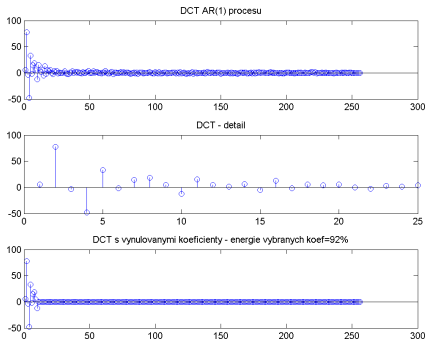 DCT AR(1) procesu
100
50
0
-50
0 50 100 150 200 250 300
DCT - detail
100
50
0
-50
0 5 10 15 20 25
DCT s vynulovanymi koeficienty - energie vybranych koef=92%
100
50
0
-50
0 50 100 150 200 250 300